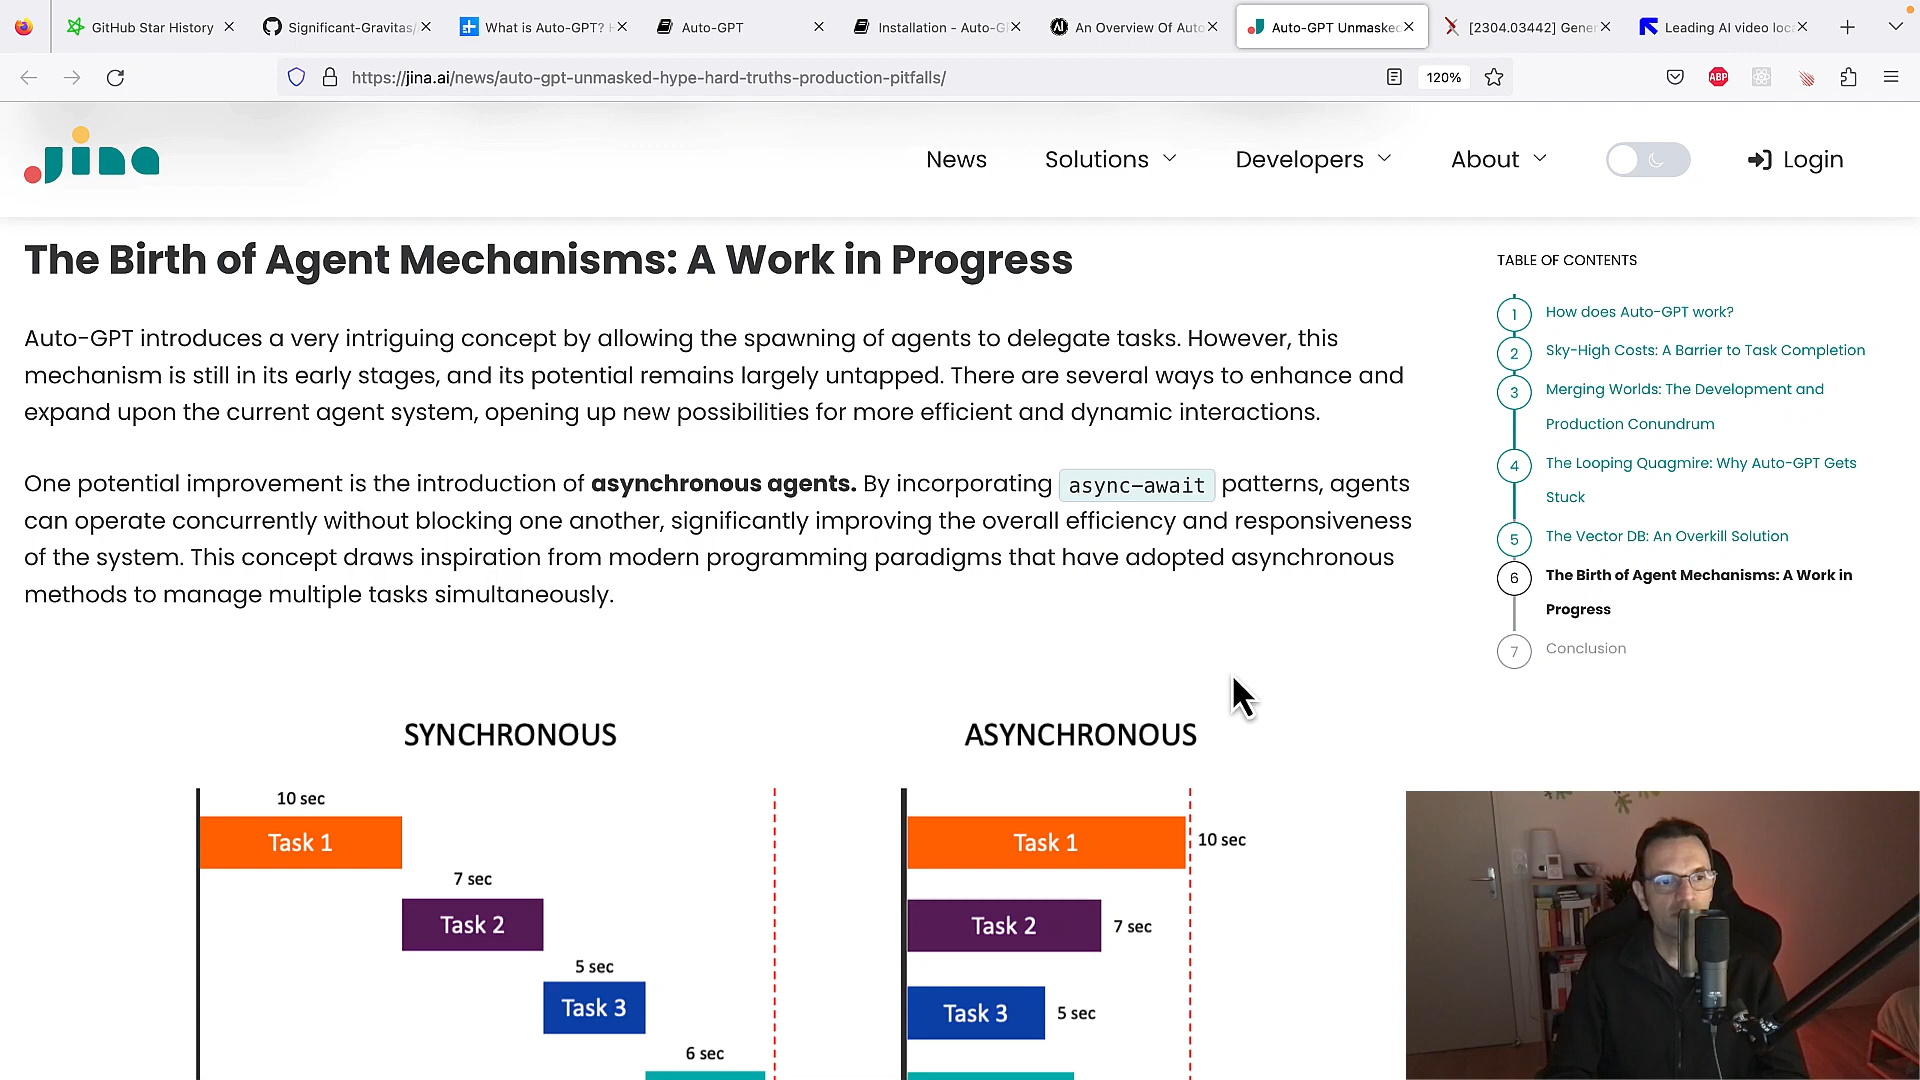 GitHub Star History
Significant-Gravitas/
What is Auto-GPT? H
Auto-GPT
Installation - Auto-G
An Overview Of Auto
Auto-GPT Unmasked
[2304.03442] Gener
Leading AI video loc
https://jina.ai/news/auto-gpt-unmasked-hype-hard-truths-production-pitfalls/
120%
ABP
Jina
News
Solutions
Developers
About
Login
The Birth of Agent Mechanisms: A Work in Progress
Auto-GPT introduces a very intriguing concept by allowing the spawning of agents to delegate tasks. However, this
mechanism is still in its early stages, and its potential remains largely untapped. There are several ways to enhance and
expand upon the current agent system, opening up new possibilities for more efficient and dynamic interactions.
One potential improvement is the introduction of asynchronous agents. By incorporating async-await patterns, agents
can operate concurrently without blocking one another, significantly improving the overall efficiency and responsiveness
of the system. This concept draws inspiration from modern programming paradigms that have adopted asynchronous
methods to manage multiple tasks simultaneously.
TABLE OF CONTENTS
1 How does Auto-GPT work?
2 Sky-High Costs: A Barrier to Task Completion
3 Merging Worlds: The Development and
Production Conundrum
4 The Looping Quagmire: Why Auto-GPT Gets
Stuck
5 The Vector DB: An Overkill Solution
6 The Birth of Agent Mechanisms: A Work in
Progress
7 Conclusion
SYNCHRONOUS
10 sec
Task 1
7 sec
Task 2
5 sec
Task 3
6 sec
ASYNCHRONOUS
Task 1
10 sec
Task 2
7 sec
Task 3
5 sec